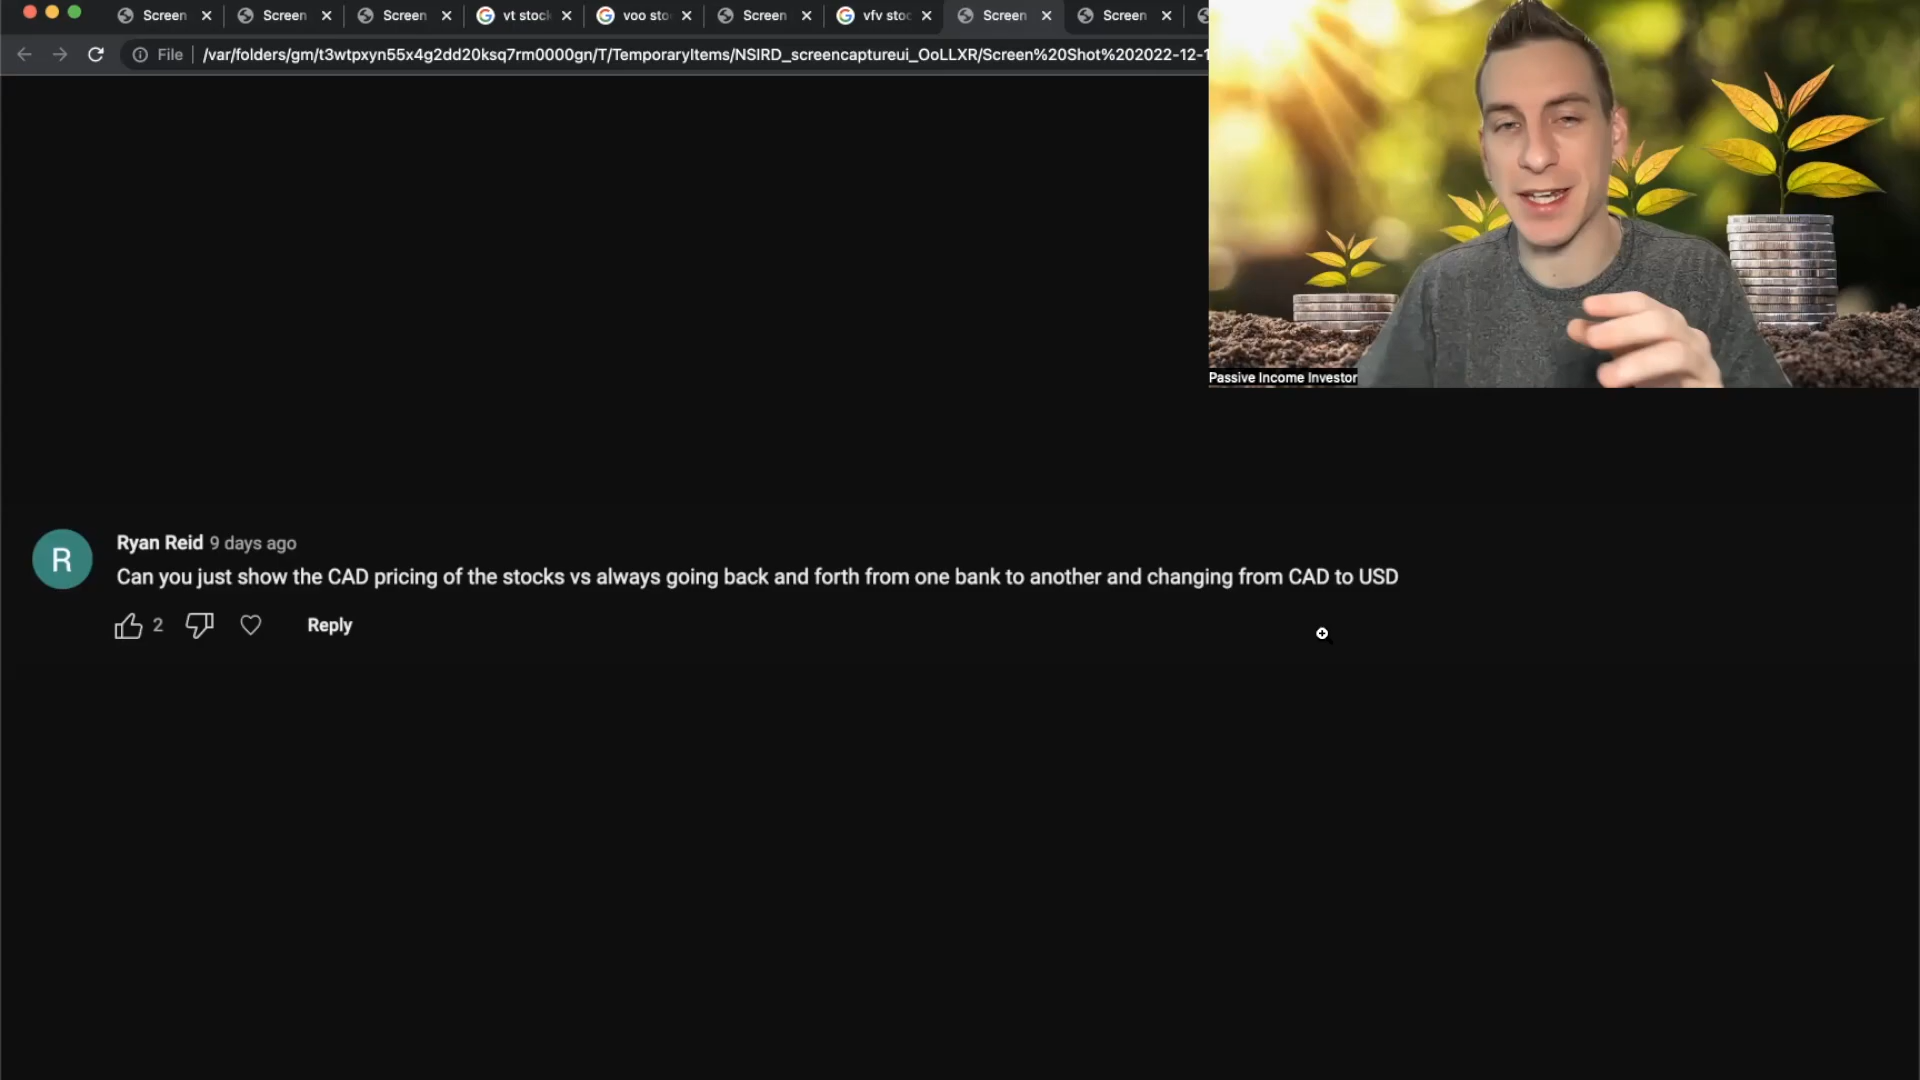 Screen
Screen
Screen
vt stock
voo sto
Screen
vfv stoc
Screen
Screen
File
/var/folders/gm/t3wtpxyn55x4g2dd20ksq7rm0000gn/T/TemporaryItems/NSIRD_screencaptureui_OoLLXR/Screen%20Shot%202022-12-1
Passive Income Investor
R
Ryan Reid 9 days ago
Can you just show the CAD pricing of the stocks vs always going back and forth from one bank to another and changing from CAD to USD
2
Reply